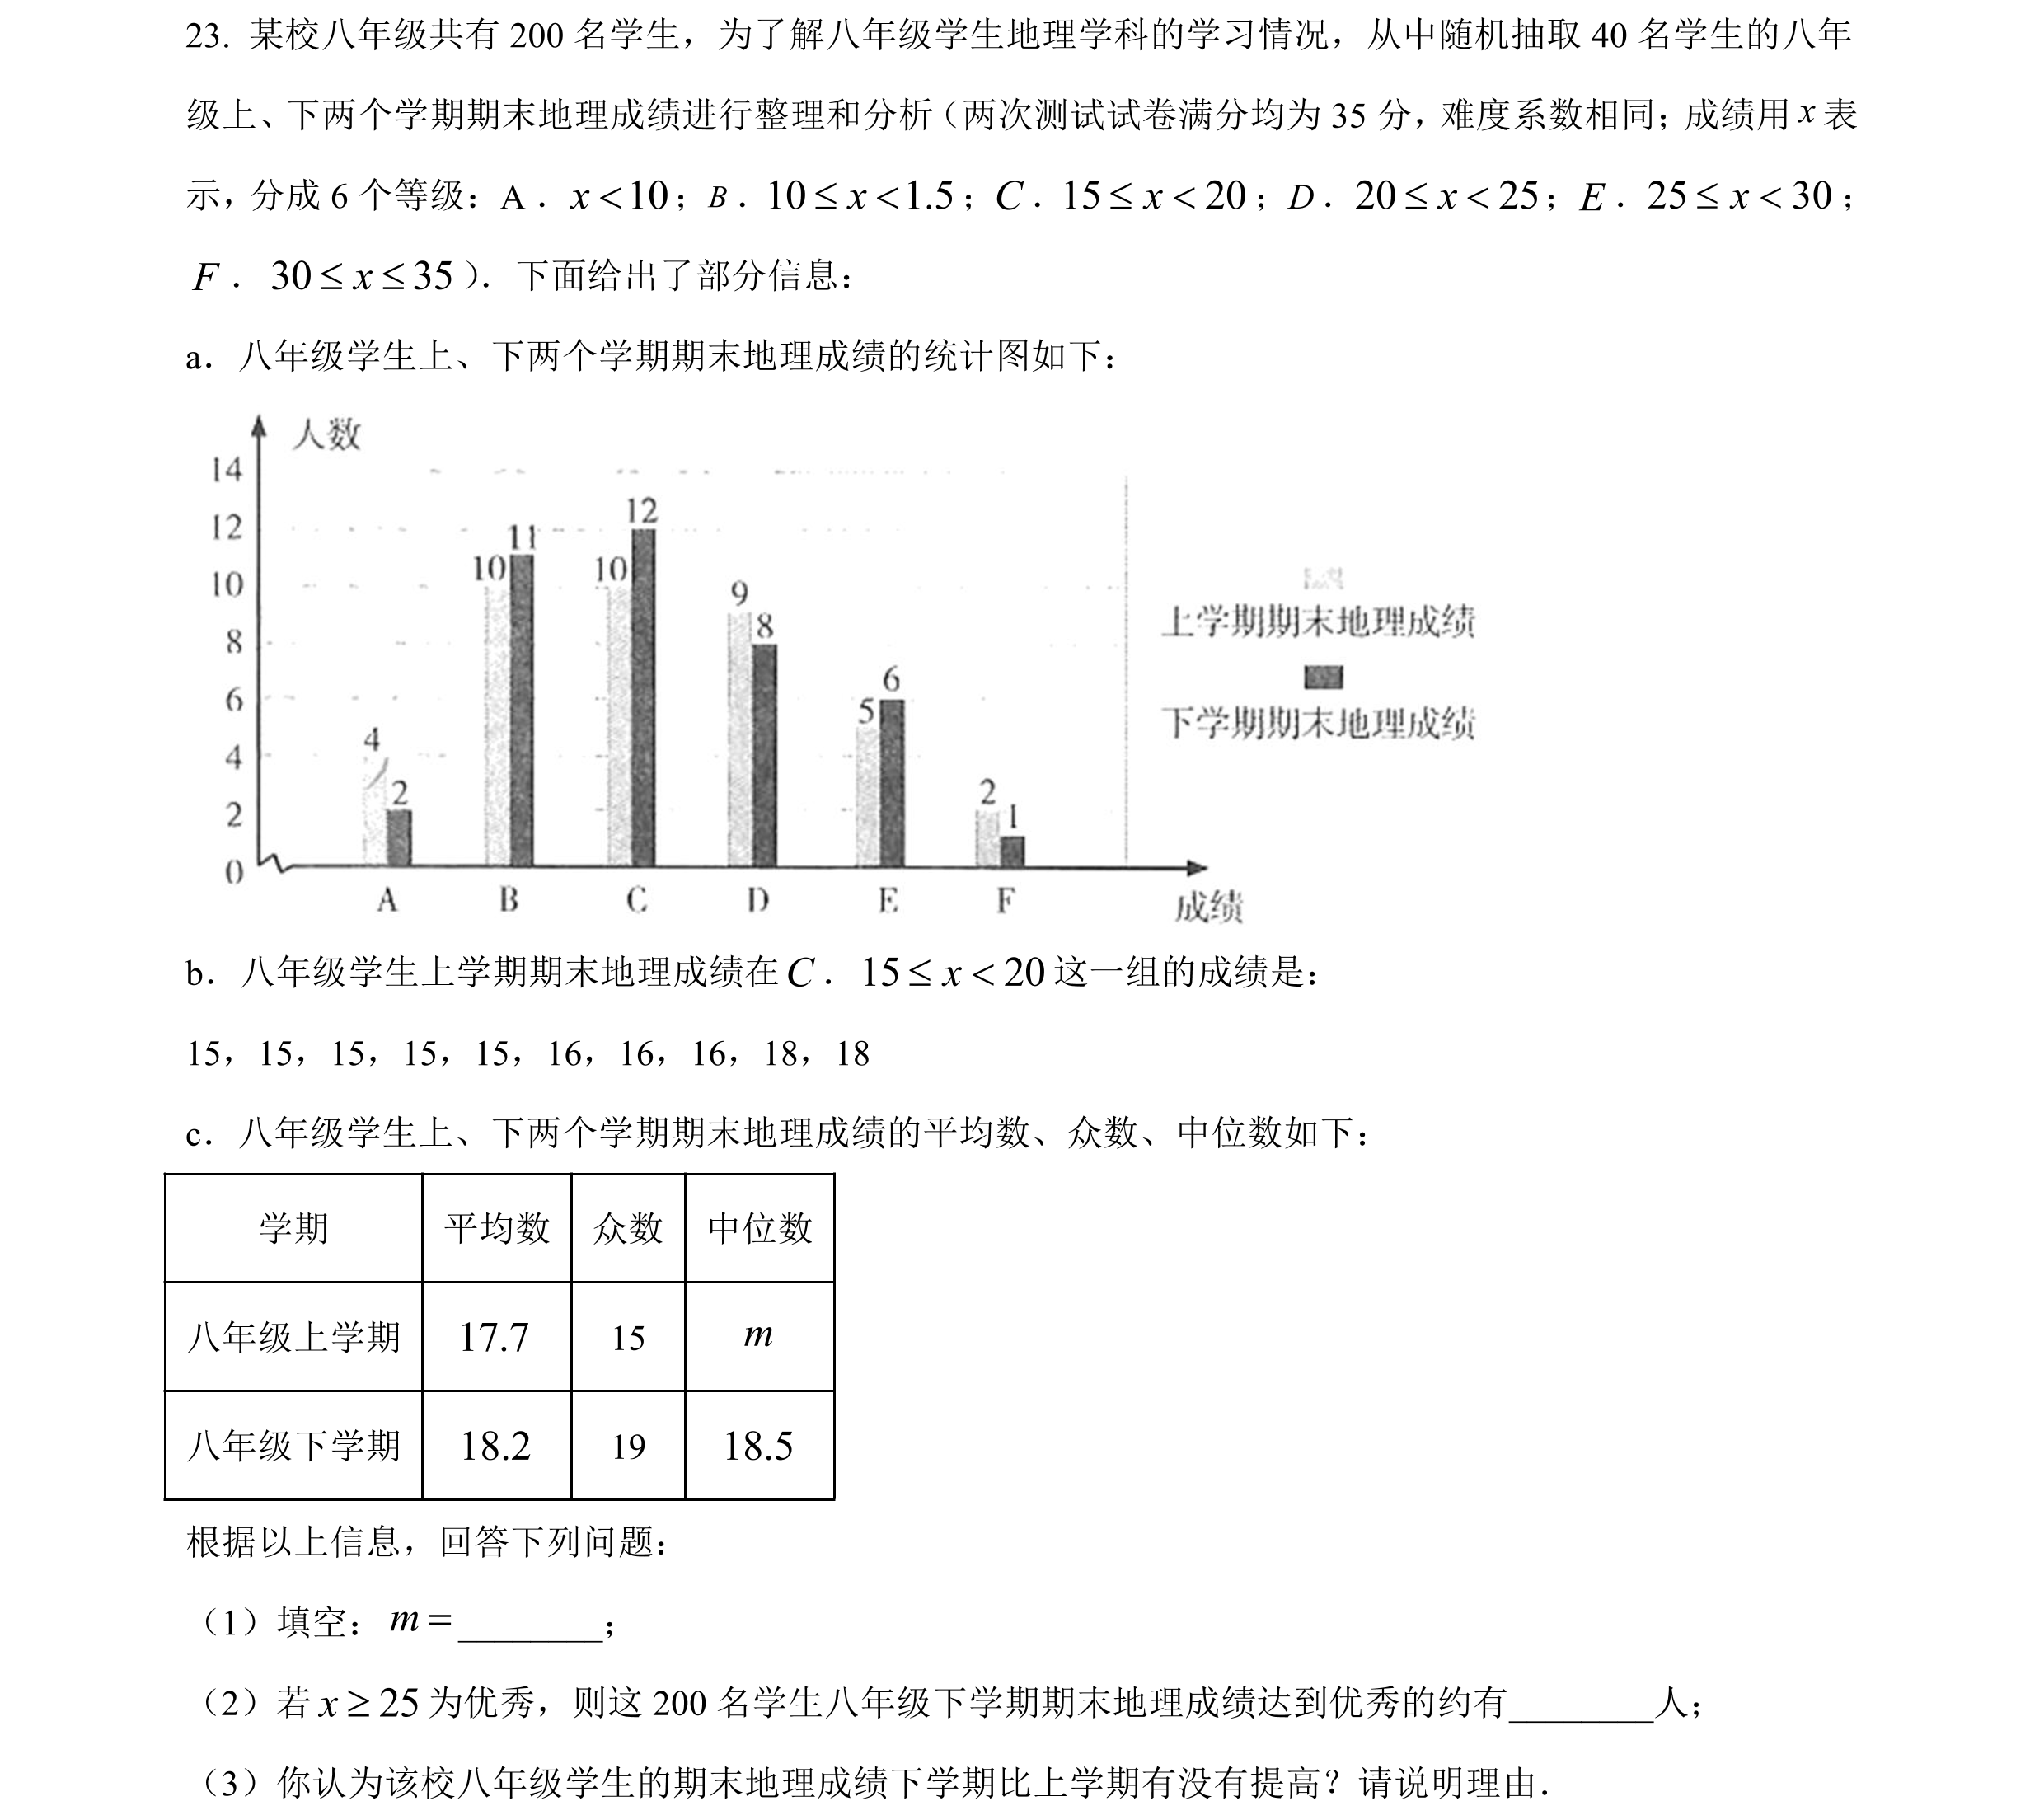 23. 某校八年级共有 200 名学生，为了解八年级学生地理学科的学习情况，从中随机抽取 40 名学生的八年
级上、下两个学期期末地理成绩进行整理和分析（两次测试试卷满分均为 35 分，难度系数相同；成绩用 x 表
示，分成 6 个等级：A．x<10；B．10≤x<1.5；C．15≤x<20；D．20≤x<25；E．25≤x<30；
F．30≤x≤35）．下面给出了部分信息：
a．八年级学生上、下两个学期期末地理成绩的统计图如下：
人数
14
12
10
8
6
4
2
0
4
2
10
11
10
12
9
8
5
6
2
1
A B C D E F
成绩
上学期期末地理成绩
下学期期末地理成绩
b．八年级学生上学期期末地理成绩在 C．15≤x<20 这一组的成绩是：
15，15，15，15，15，16，16，16，18，18
c．八年级学生上、下两个学期期末地理成绩的平均数、众数、中位数如下：
学期 平均数 众数 中位数
八年级上学期 17.7 15 m
八年级下学期 18.2 19 18.5
根据以上信息，回答下列问题：
（1）填空：m=________；
（2）若 x≥25 为优秀，则这 200 名学生八年级下学期期末地理成绩达到优秀的约有________人；
（3）你认为该校八年级学生的期末地理成绩下学期比上学期有没有提高？请说明理由．